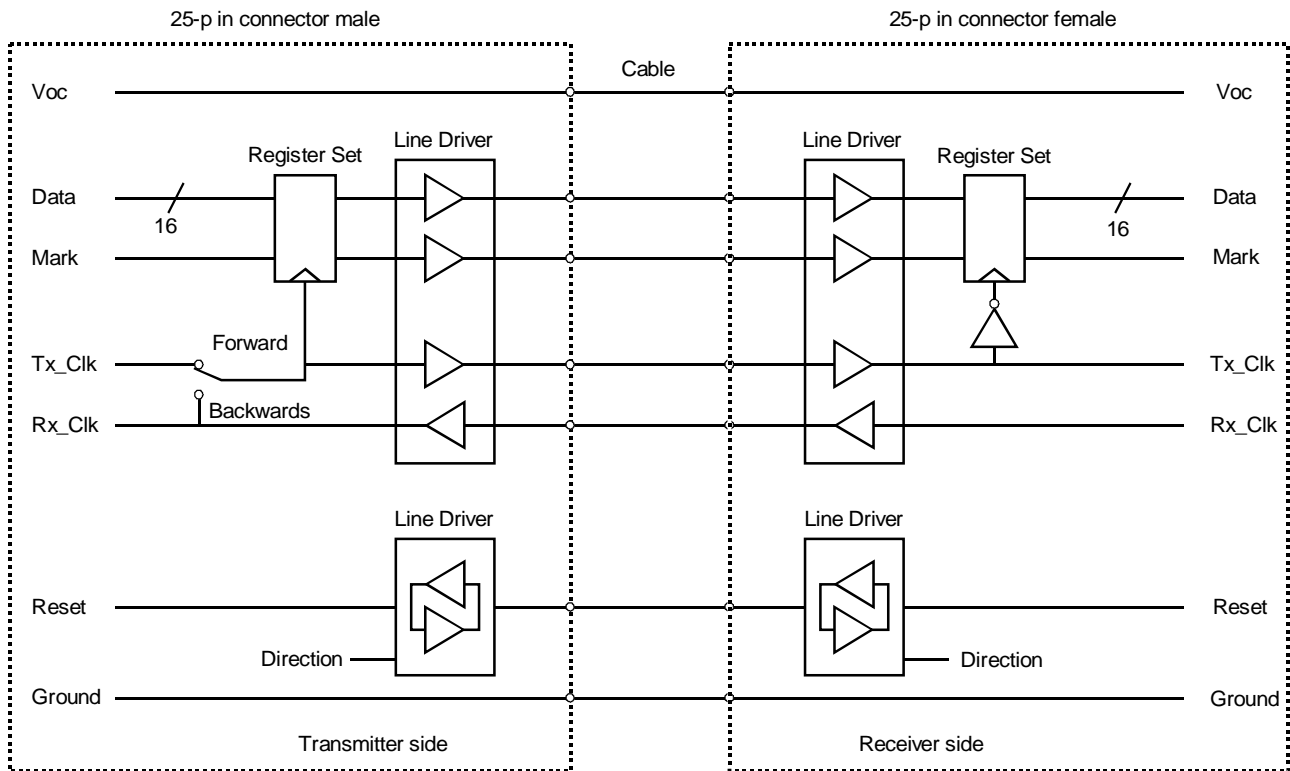 25-p in connector male
25-p in connector female
Cable
Voc
Voc
Line Driver
Line Driver
Register Set
Register Set
Data
16
16
Data
Mark
Mark
Forward
Tx_Clk
Tx_Clk
Backwards
Rx_Clk
Rx_Clk
Line Driver
Line Driver
Reset
Reset
Direction
Direction
Ground
Ground
Transmitter side
Receiver side